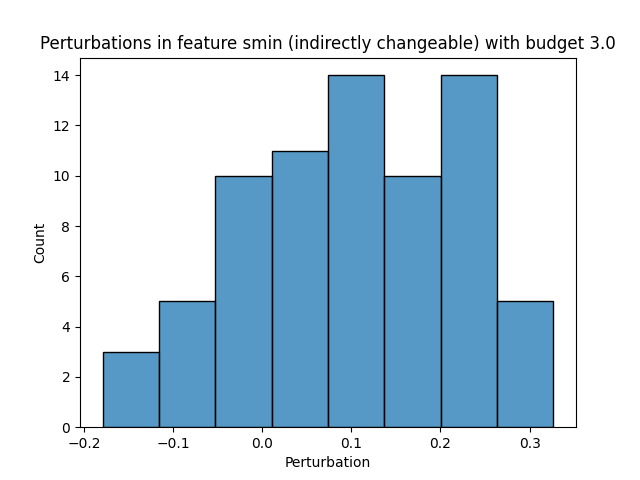 Perturbations in feature smin (indirectly changeable) with budget 3.0
14
12
10
8
6
4
2
0
Count
−0.2 −0.1 0.0 0.1 0.2 0.3
Perturbation